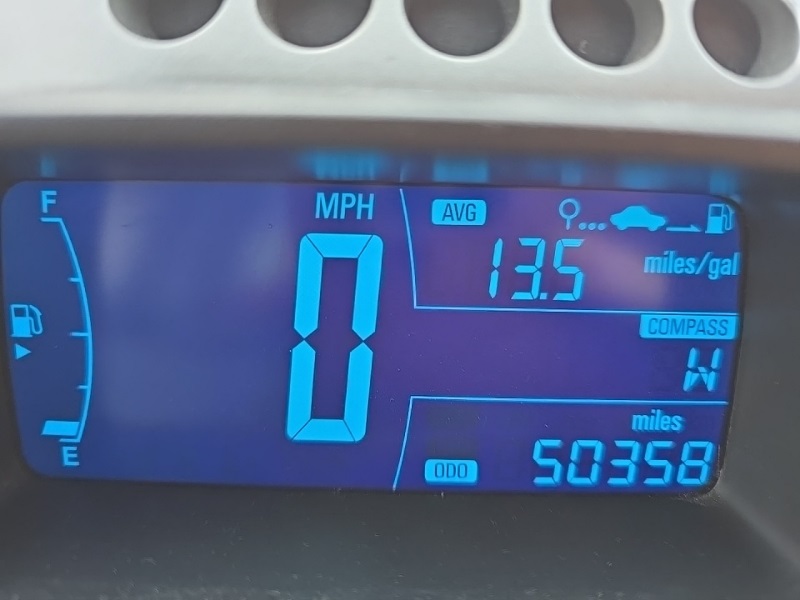 F
MPH
AVG
13.5 miles/gal
0
COMPASS
W
miles
E
ODO 50358